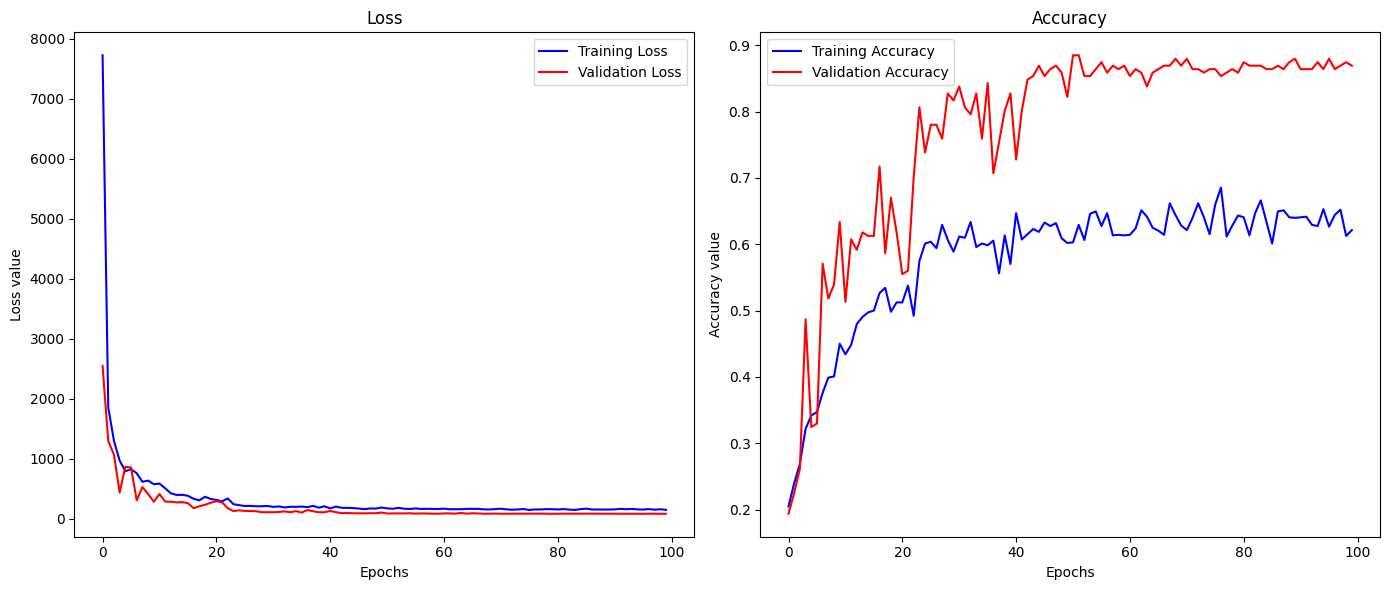 Loss
8000
7000
6000
5000
4000
3000
2000
1000
0
Loss value
0 20 40 60 80 100
Epochs
Training Loss
Validation Loss
Accuracy
0.9
0.8
0.7
0.6
0.5
0.4
0.3
0.2
Accuracy value
0 20 40 60 80 100
Epochs
Training Accuracy
Validation Accuracy